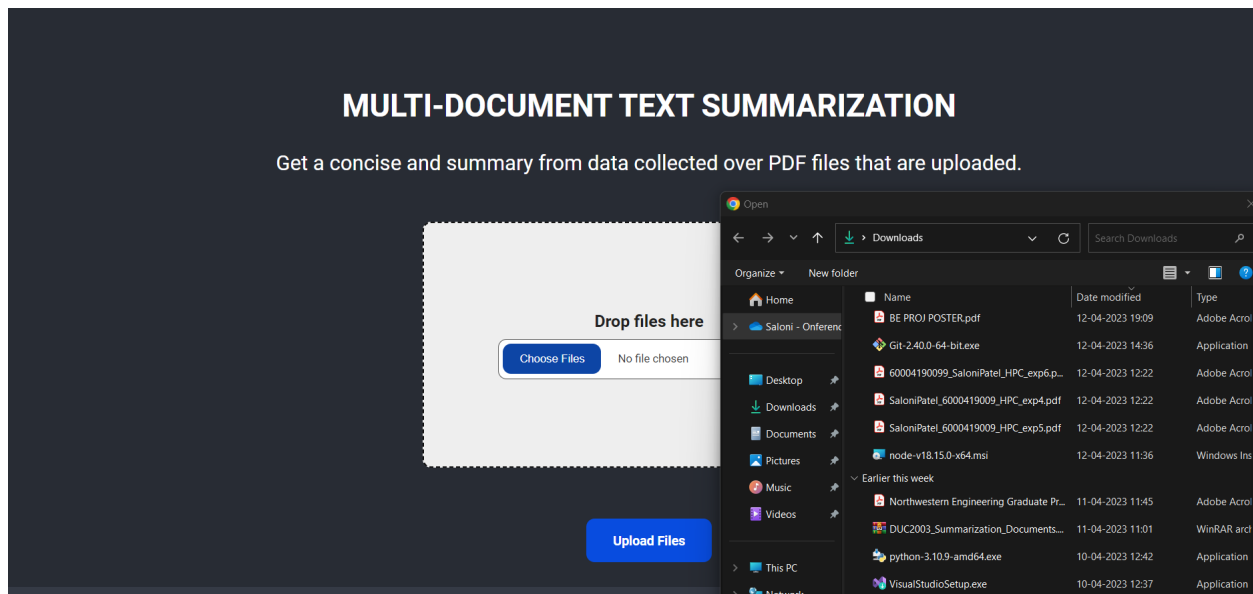 MULTI-DOCUMENT TEXT SUMMARIZATION
Get a concise and summary from data collected over PDF files that are uploaded.
Drop files here
Choose Files No file chosen
Upload Files
Open
Downloads
Search Downloads
Organize New folder
Name Date modified Type
Home
Saloni - Onferenc
Desktop
Downloads
Documents
Pictures
Music
Videos
This PC
Network
BE PROJ POSTER.pdf 12-04-2023 19:09 Adobe Acrol
Git-2.40.0-64-bit.exe 12-04-2023 14:36 Application
60004190099_SaloniPatel_HPC_exp6.p... 12-04-2023 12:22 Adobe Acrol
SaloniPatel_6000419009_HPC_exp4.pdf 12-04-2023 12:22 Adobe Acrol
SaloniPatel_6000419009_HPC_exp5.pdf 12-04-2023 12:22 Adobe Acrol
node-v18.15.0-x64.msi 12-04-2023 11:36 Windows Ins
Earlier this week
Northwestern Engineering Graduate Pr... 11-04-2023 11:45 Adobe Acrol
DUC2003_Summarization_Documents.... 11-04-2023 11:01 WinRAR arch
python-3.10.9-amd64.exe 10-04-2023 12:42 Application
VisualStudioSetup.exe 10-04-2023 12:37 Application